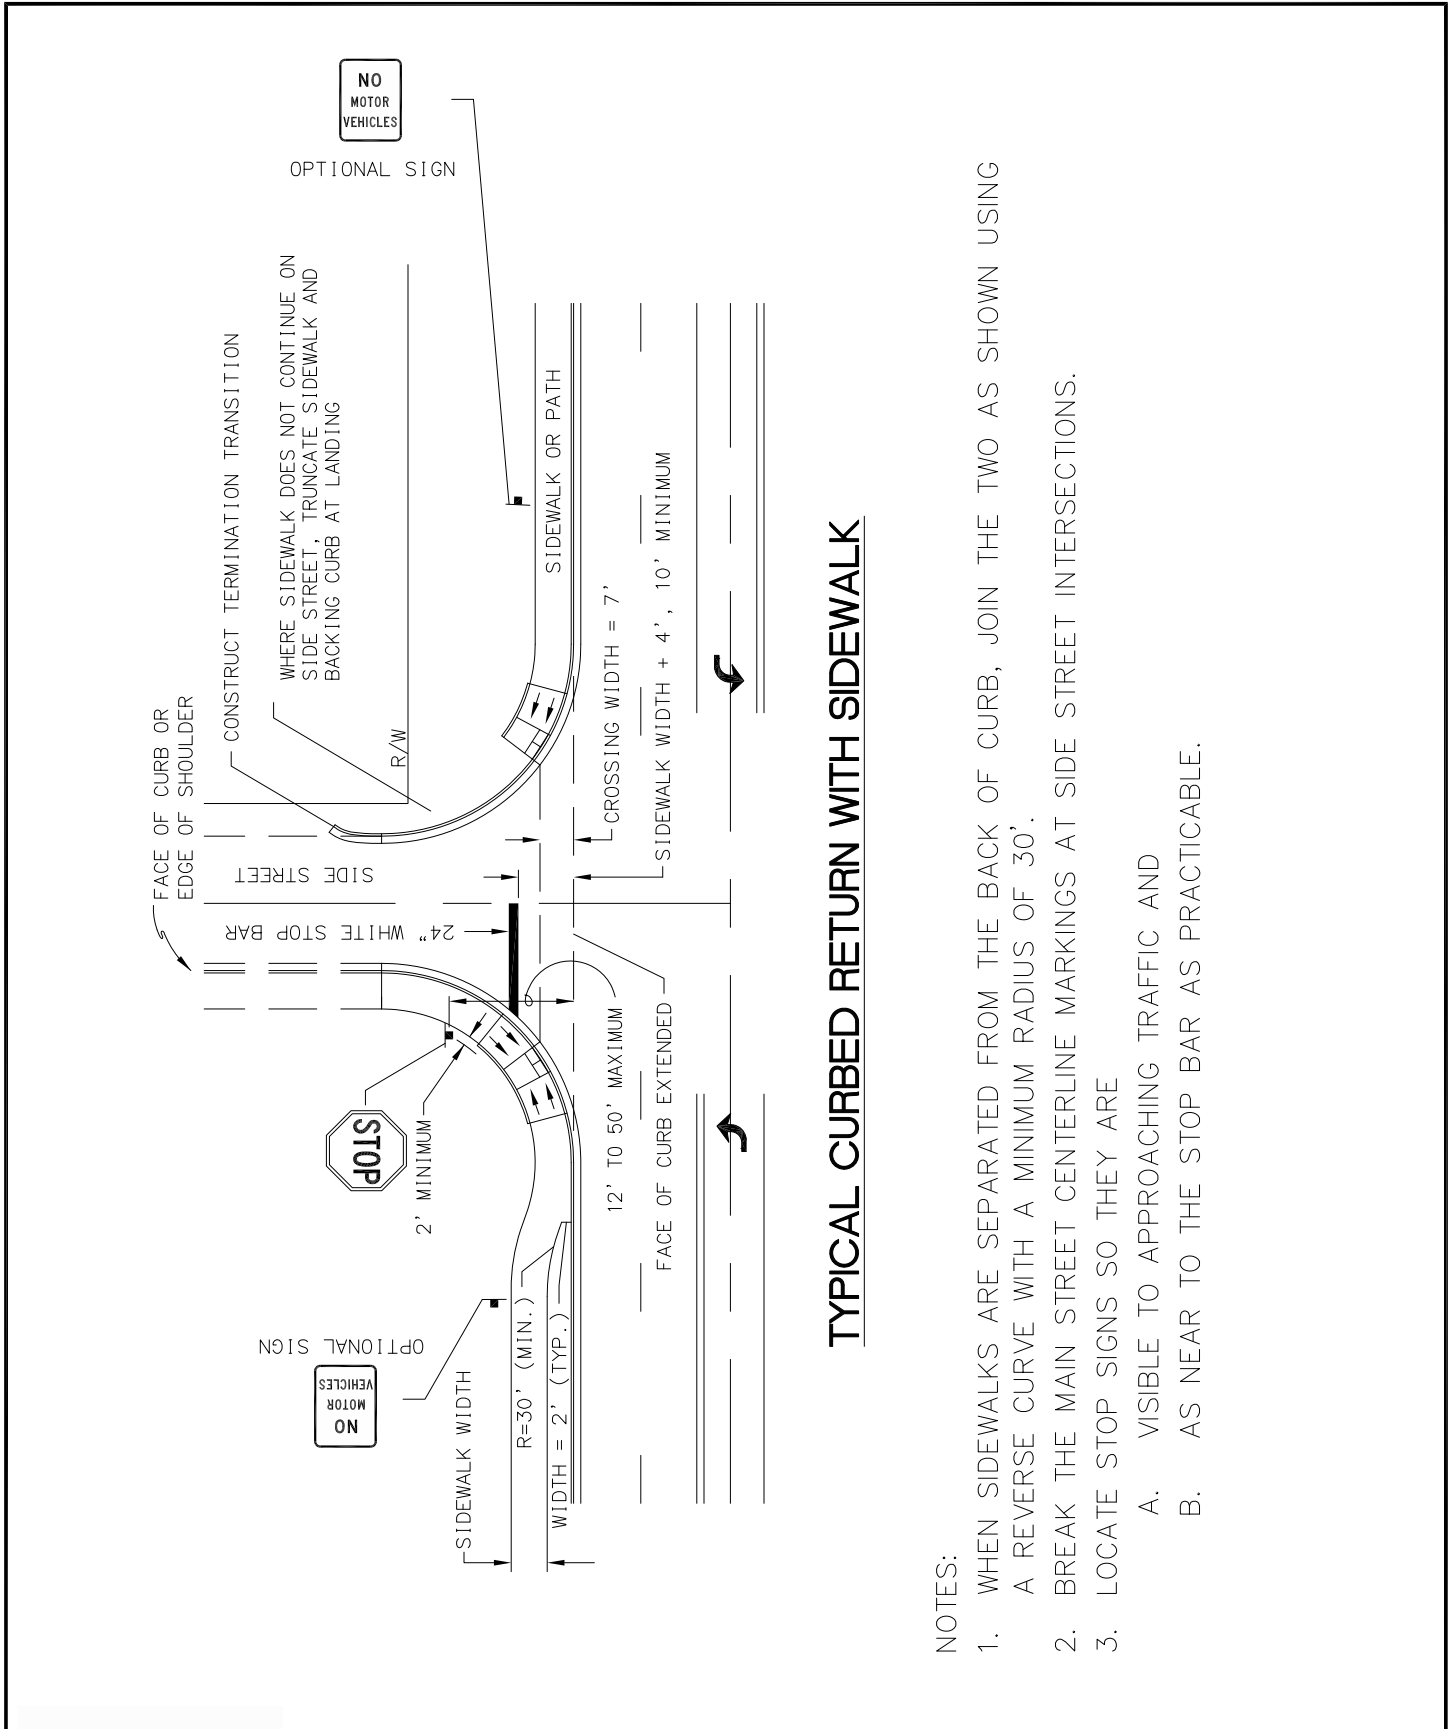 FACE OF CURB OR
EDGE OF SHOULDER
CONSTRUCT TERMINATION TRANSITION
WHERE SIDEWALK DOES NOT CONTINUE ON
SIDE STREET, TRUNCATE SIDEWALK AND
BACKING CURB AT LANDING
R/W
SIDE STREET
24" WHITE STOP BAR
NO
MOTOR
VEHICLES
OPTIONAL SIGN
STOP
2' MINIMUM
NO
MOTOR
VEHICLES
OPTIONAL SIGN
SIDEWALK WIDTH
R=30' (MIN.)
WIDTH = 2' (TYP.)
12' TO 50' MAXIMUM
FACE OF CURB EXTENDED
SIDEWALK OR PATH
CROSSING WIDTH = 7'
SIDEWALK WIDTH + 4', 10' MINIMUM
TYPICAL CURBED RETURN WITH SIDEWALK
NOTES:
1. WHEN SIDEWALKS ARE SEPARATED FROM THE BACK OF CURB, JOIN THE TWO AS SHOWN USING
A REVERSE CURVE WITH A MINIMUM RADIUS OF 30'.
2. BREAK THE MAIN STREET CENTERLINE MARKINGS AT SIDE STREET INTERSECTIONS.
3. LOCATE STOP SIGNS SO THEY ARE
A. VISIBLE TO APPROACHING TRAFFIC AND
B. AS NEAR TO THE STOP BAR AS PRACTICABLE.